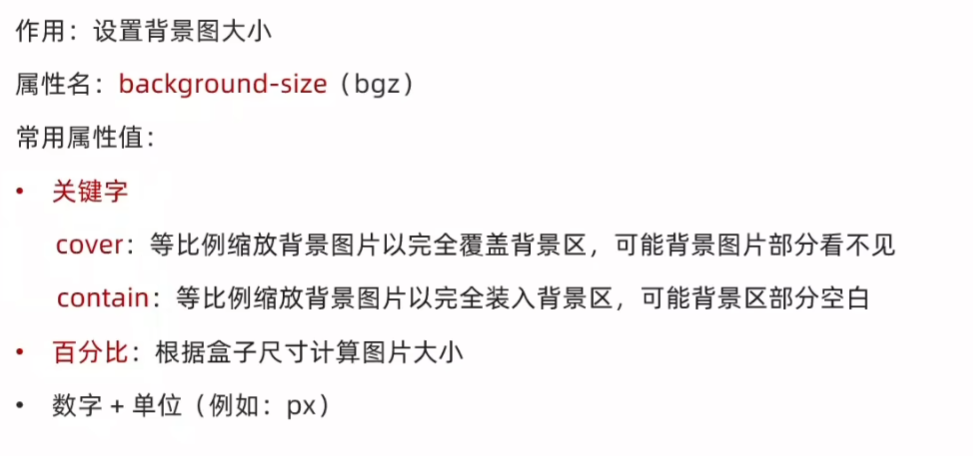 作用：设置背景图大小
属性名：background-size（bgz）
常用属性值：
• 关键字
cover：等比例缩放背景图片以完全覆盖背景区，可能背景图片部分看不见
contain：等比例缩放背景图片以完全装入背景区，可能背景区部分空白
• 百分比：根据盒子尺寸计算图片大小
• 数字 + 单位（例如：px）